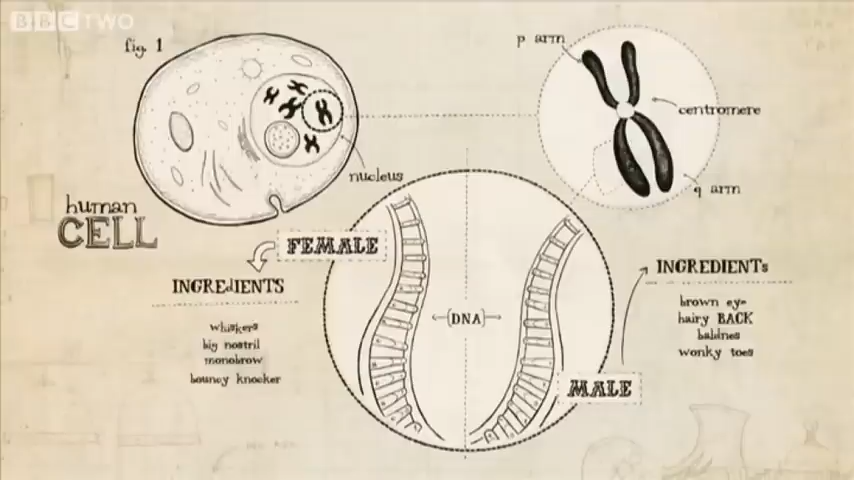 BBC TWO
fig. 1
p arm
centromere
nucleus
q arm
human
CELL
FEMALE
INGREdIENTS
whiskers
big nostril
monobrow
bouncy knocker
{DNA}
INGREDIENTs
brown eye
hairy BACK
baldnes
wonky toes
MALE